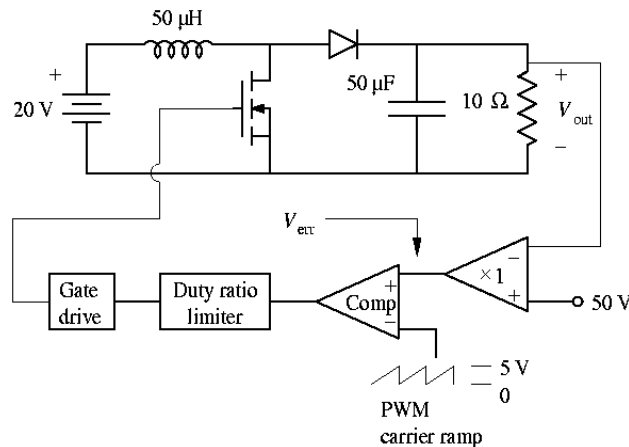 50 μH
+
20 V
50 μF
10 Ω
+
V_out
−
V_err
Gate drive
Duty ratio limiter
+
Comp
−
−
×1
+
50 V
5 V
0
PWM
carrier ramp